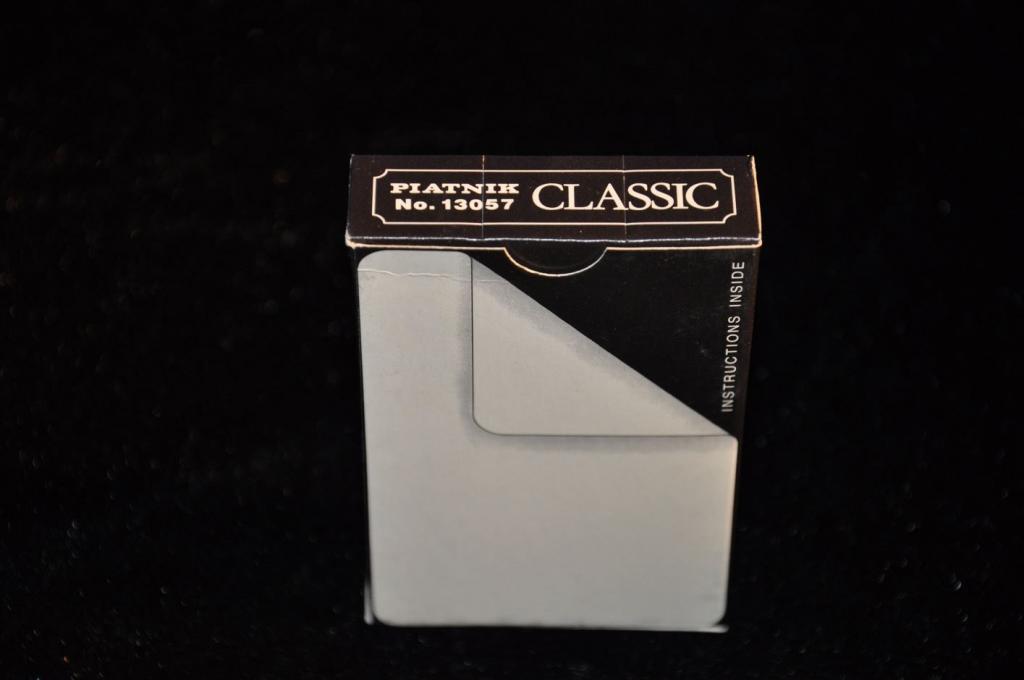 PIATNIK
No. 13057
CLASSIC
INSTRUCTIONS INSIDE